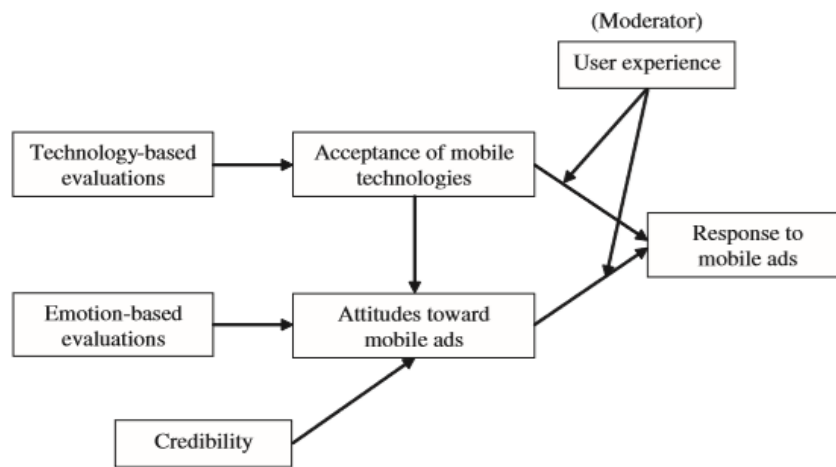 (Moderator)
User experience
Technology-based
evaluations
Acceptance of mobile
technologies
Response to
mobile ads
Emotion-based
evaluations
Attitudes toward
mobile ads
Credibility